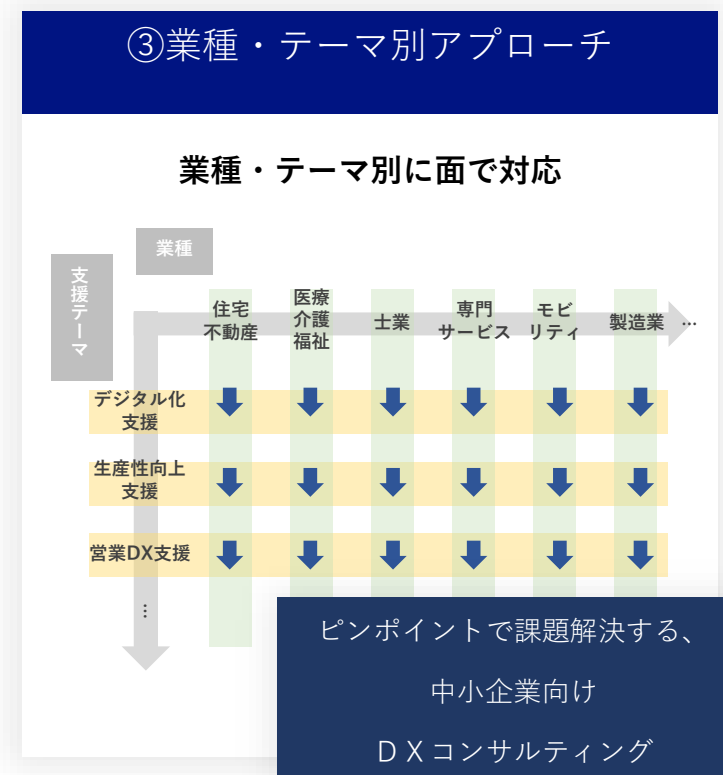 ③業種・テーマ別アプローチ
業種・テーマ別に面で対応
業種
支援テーマ
住宅
不動産
医療
介護
福祉
士業
専門
サービス
モビ
リティ
製造業
…
デジタル化
支援
生産性向上
支援
営業DX支援
…
ピンポイントで課題解決する、
中小企業向け
ＤＸコンサルティング